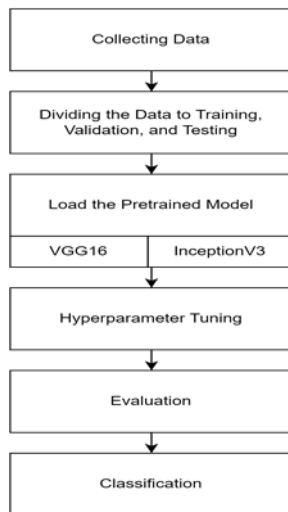 Collecting Data
Dividing the Data to Training,
Validation, and Testing
Load the Pretrained Model
VGG16 InceptionV3
Hyperparameter Tuning
Evaluation
Classification